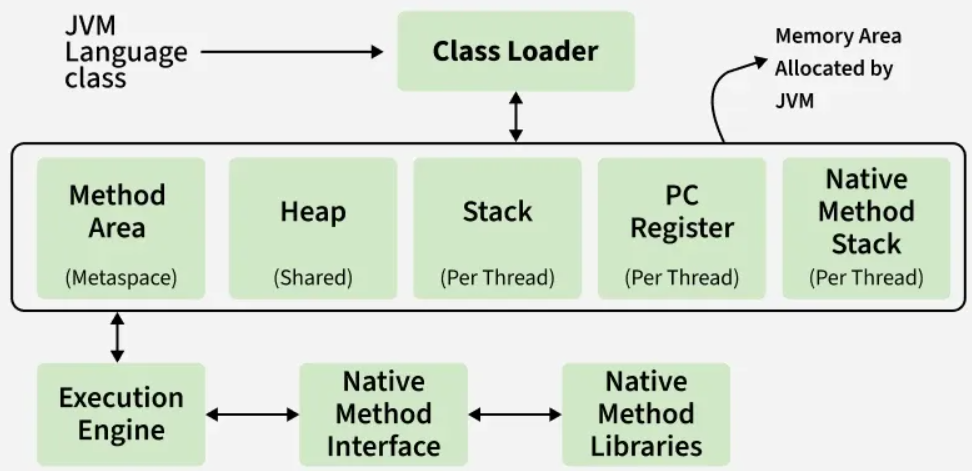 JVM
Language
class
Class Loader
Memory Area
Allocated by
JVM
Method
Area
(Metaspace)
Heap
(Shared)
Stack
(Per Thread)
PC
Register
(Per Thread)
Native
Method
Stack
(Per Thread)
Execution
Engine
Native
Method
Interface
Native
Method
Libraries